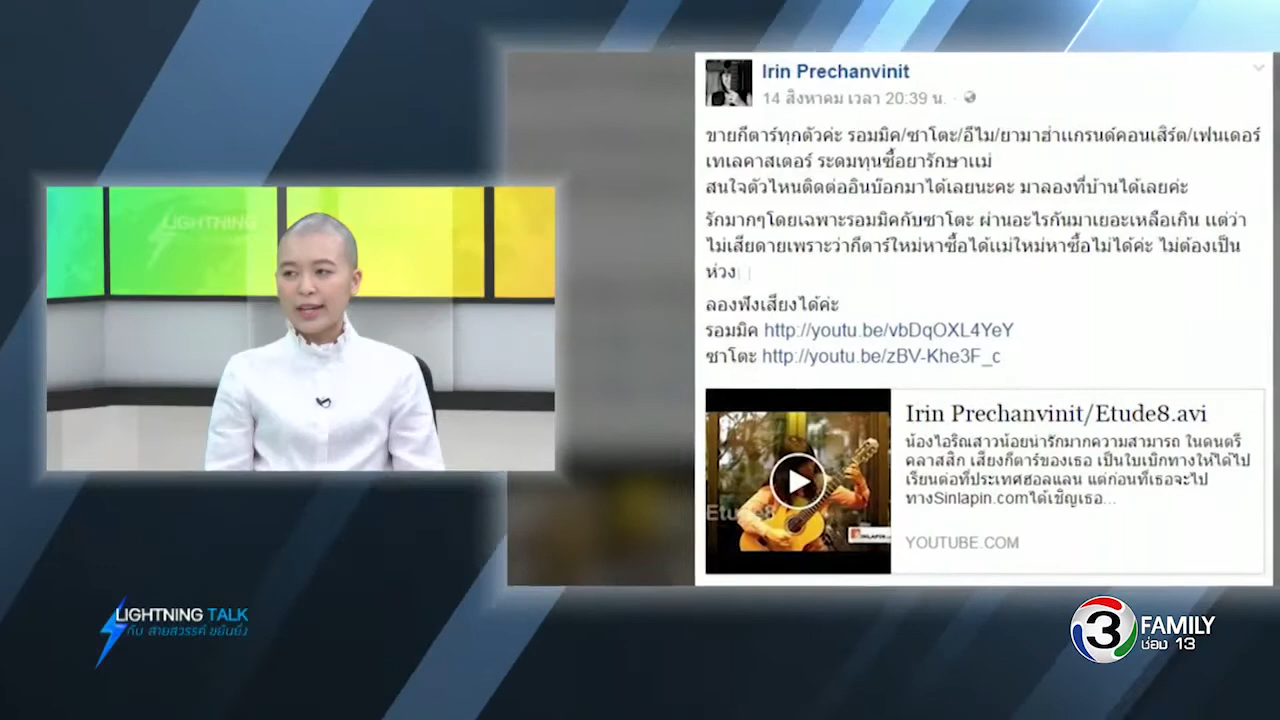 LIGHTNING
Irin Prechanvinit
14 สิงหาคม เวลา 20:39 น.
ขายกีตาร์ทุกตัวค่ะ รอมมิค/ซาโตะ/อีไม/ยามาฮ่าแกรนด์คอนเสิร์ต/เฟนเดอร์
เทเลคาสเตอร์ ระดมทุนซื้อยารักษาแม่
สนใจตัวไหนติดต่ออินบ๊อกมาได้เลยนะคะ มาลองที่บ้านได้เลยค่ะ
รักมากๆโดยเฉพาะรอมมิคกับซาโตะ ผ่านอะไรกันมาเยอะเหลือเกิน แต่ว่า
ไม่เสียดายเพราะว่ากีตาร์ใหม่หาซื้อได้แม่ใหม่หาซื้อไม่ได้ค่ะ ไม่ต้องเป็น
ห่วง
ลองฟังเสียงได้ค่ะ
รอมมิค http://youtu.be/vbDqOXL4YeY
ซาโตะ http://youtu.be/zBV-Khe3F_c
Etude8
Irin Prechanvinit/Etude8.avi
น้องไอริณสาวน้อยน่ารักมากความสามารถ ในดนตรี
คลาสสิก เสียงกีตาร์ของเธอ เป็นใบเบิกทางให้ได้ไป
เรียนต่อที่ประเทศฮอลแลน แต่ก่อนที่เธอจะไป
ทางSinlapin.comได้เชิญเธอ...
YOUTUBE.COM
LIGHTNING TALK
กับ สายสวรรค์ ขยันยิ่ง
3 FAMILY
ช่อง 13